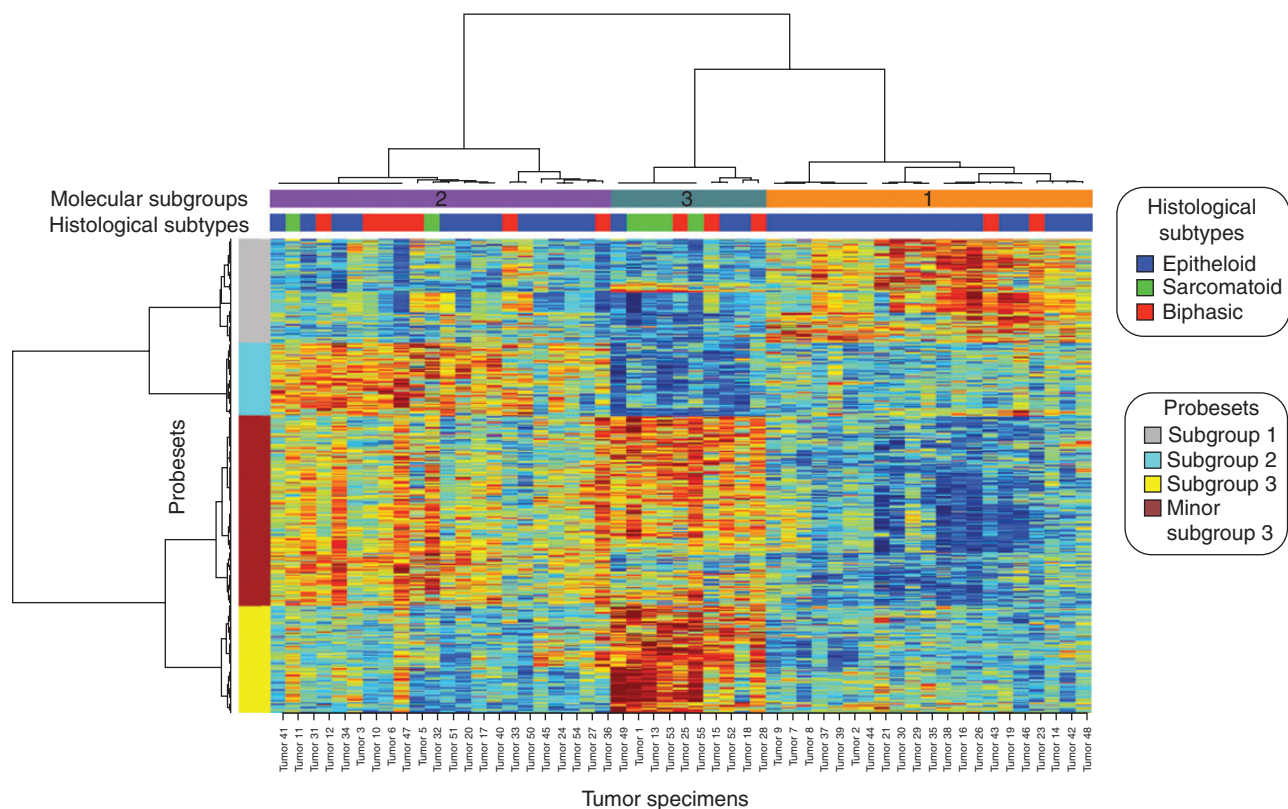 Molecular subgroups
2
3
1
Histological subtypes
Histological
subtypes
Epitheloid
Sarcomatoid
Biphasic
Probesets
Probesets
Subgroup 1
Subgroup 2
Subgroup 3
Minor
subgroup 3
Tumor 41
Tumor 11
Tumor 31
Tumor 12
Tumor 34
Tumor 3
Tumor 10
Tumor 6
Tumor 47
Tumor 5
Tumor 32
Tumor 51
Tumor 20
Tumor 17
Tumor 40
Tumor 33
Tumor 50
Tumor 45
Tumor 24
Tumor 54
Tumor 27
Tumor 36
Tumor 49
Tumor 1
Tumor 13
Tumor 53
Tumor 25
Tumor 55
Tumor 15
Tumor 52
Tumor 18
Tumor 28
Tumor 9
Tumor 7
Tumor 8
Tumor 37
Tumor 39
Tumor 2
Tumor 44
Tumor 21
Tumor 30
Tumor 29
Tumor 35
Tumor 38
Tumor 16
Tumor 26
Tumor 43
Tumor 19
Tumor 46
Tumor 23
Tumor 14
Tumor 42
Tumor 48
Tumor specimens